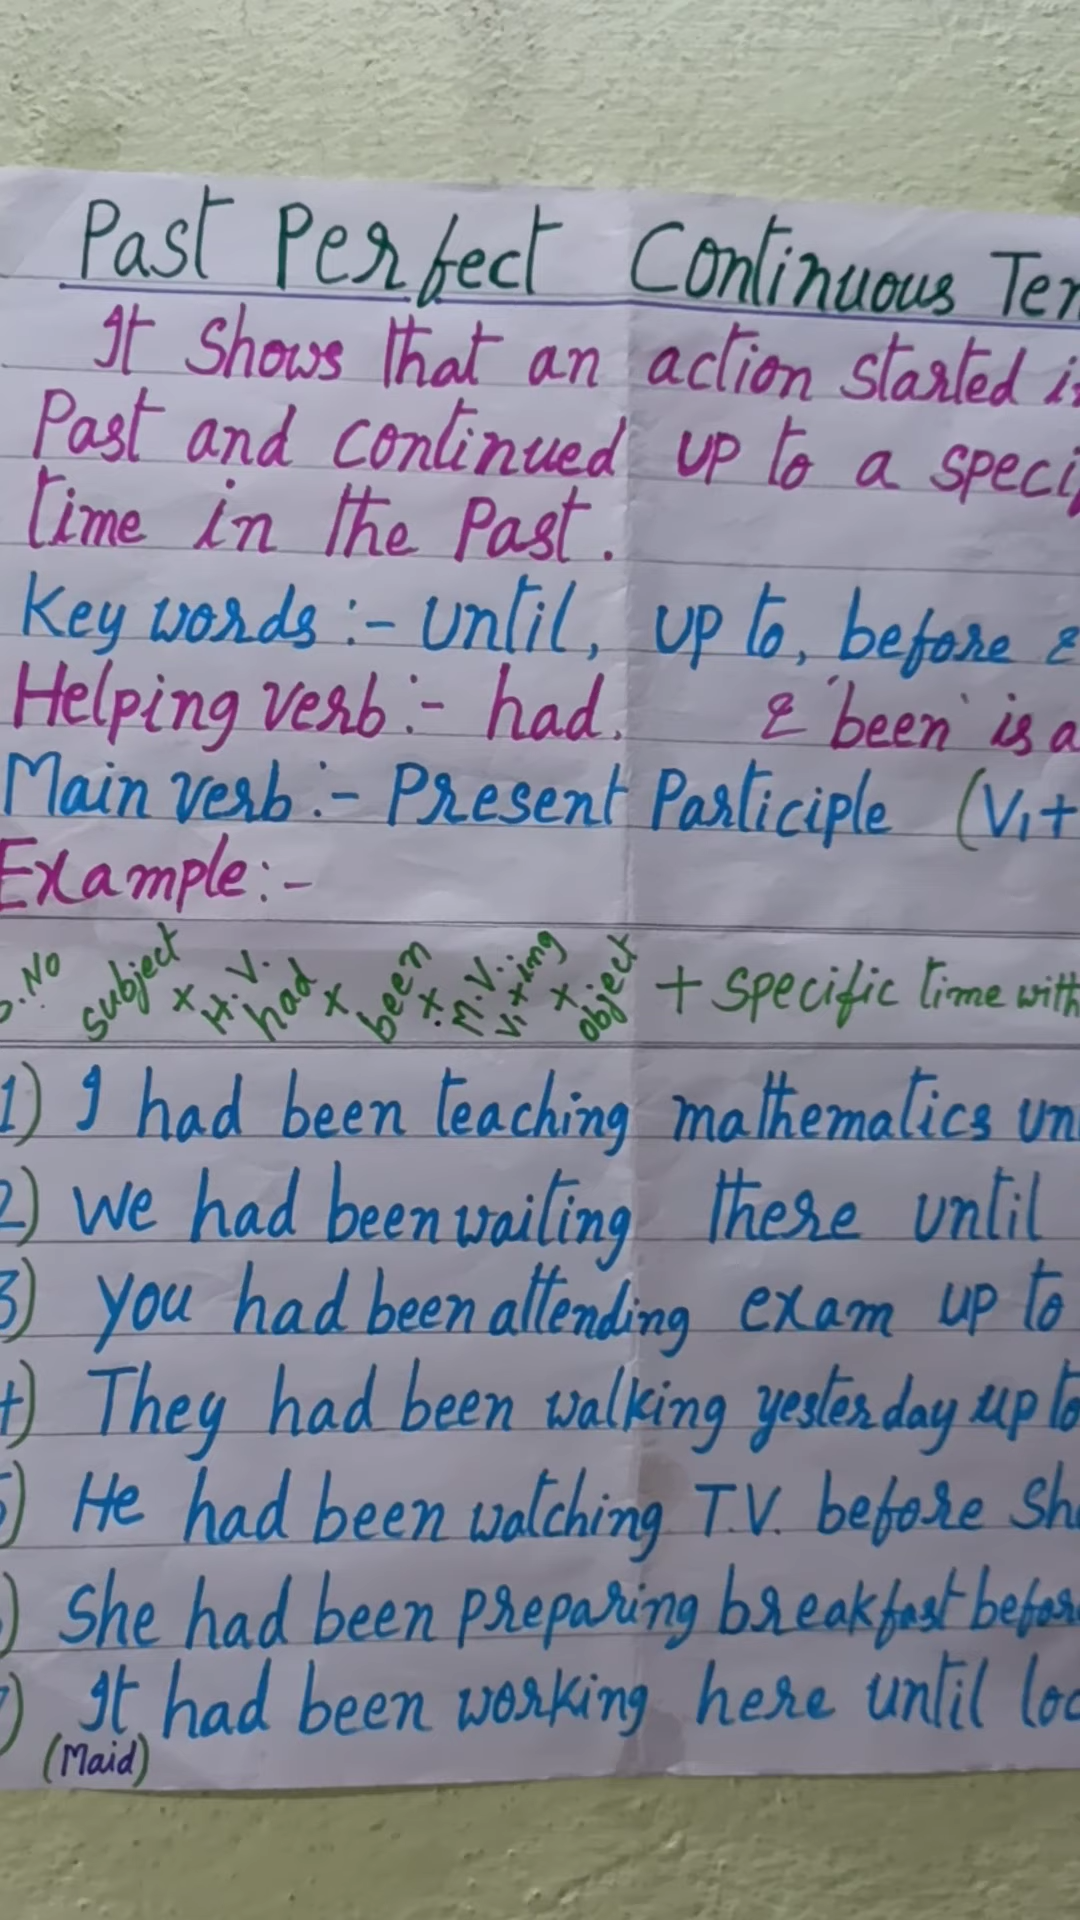 Past Perfect Continuous Ten
It shows that an action started i
Past and continued up to a speci
time in the Past.
Key words :- until, up to, before &
Helping verb :- had. & 'been' is a
Main verb :- Present Participle (V1+
Example :-
S.No subject x H.V. had x been x M.V. V1+ing x object + specific time with
1) I had been teaching mathematics un
2) We had been waiting there until
3) you had been attending exam up to
4) They had been walking yesterday up to
5) He had been watching T.V. before sh
) She had been preparing breakfast befor
) It had been working here until loc
(Maid)